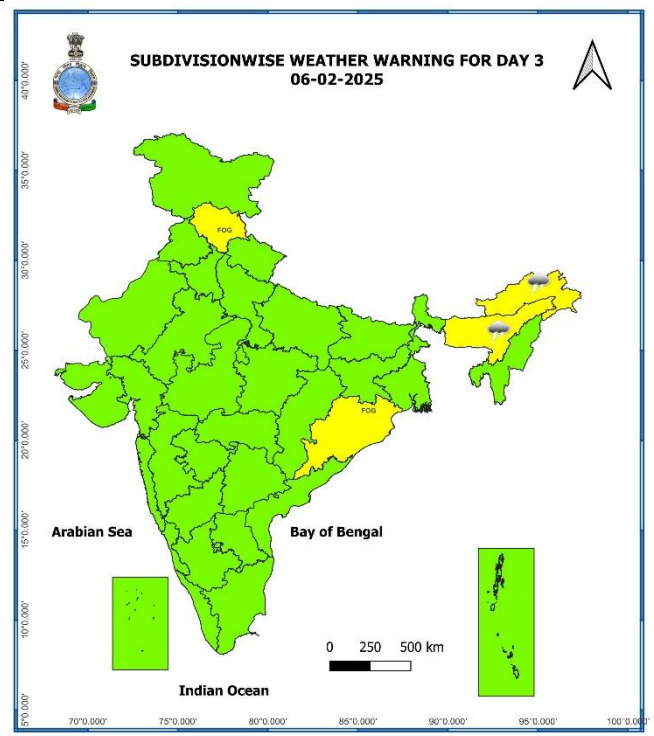 SUBDIVISIONWISE WEATHER WARNING FOR DAY 3
06-02-2025
40°0.000'
35°0.000'
FOG
30°0.000'
25°0.000'
FOG
20°0.000'
Arabian Sea
Bay of Bengal
15°0.000'
10°0.000'
0 250 500 km
Indian Ocean
5°0.000'
70°0.000' 75°0.000' 80°0.000' 85°0.000' 90°0.000' 95°0.000' 100°0.000'